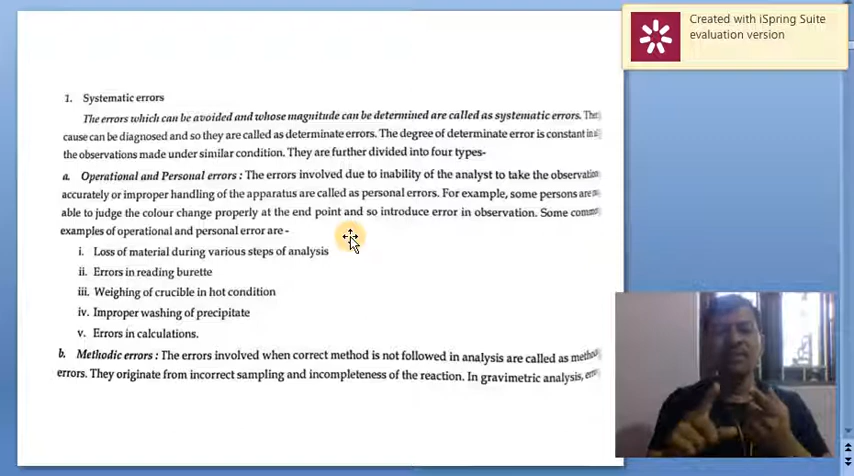 Created with iSpring Suite
evaluation version
1. Systematic errors
The errors which can be avoided and whose magnitude can be determined are called as systematic errors.
cause can be diagnosed and so they are called as determinate errors. The degree of determinate error is constant in
the observations made under similar condition. They are further divided into four types-
a. Operational and Personal errors : The errors involved due to inability of the analyst to take the observation
accurately or improper handling of the apparatus are called as personal errors. For example, some persons are
able to judge the colour change properly at the end point and so introduce error in observation. Some
examples of operational and personal error are -
i. Loss of material during various steps of analysis
ii. Errors in reading burette
iii. Weighing of crucible in hot condition
iv. Improper washing of precipitate
v. Errors in calculations.
b. Methodic errors : The errors involved when correct method is not followed in analysis are called as
errors. They originate from incorrect sampling and incompleteness of the reaction. In gravimetric analysis,